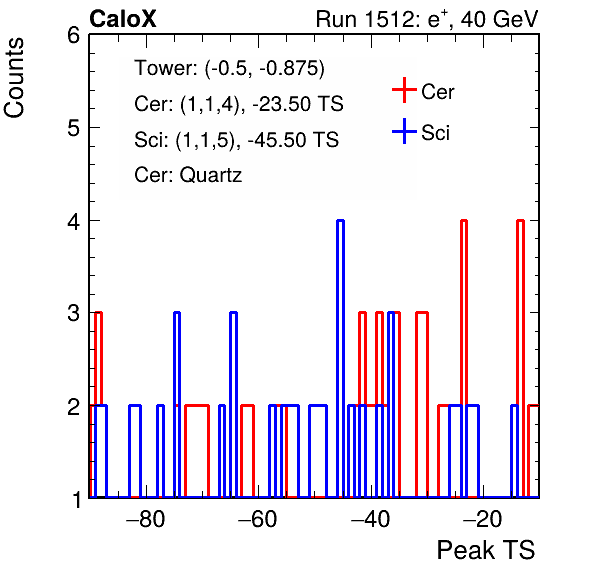 CaloX Run 1512: e⁺, 40 GeV
Counts
6
Tower: (-0.5, -0.875)
Cer: (1,1,4), -23.50 TS
Sci: (1,1,5), -45.50 TS
Cer: Quartz
Cer
Sci
5
4
3
2
1
−80 −60 −40 −20
Peak TS